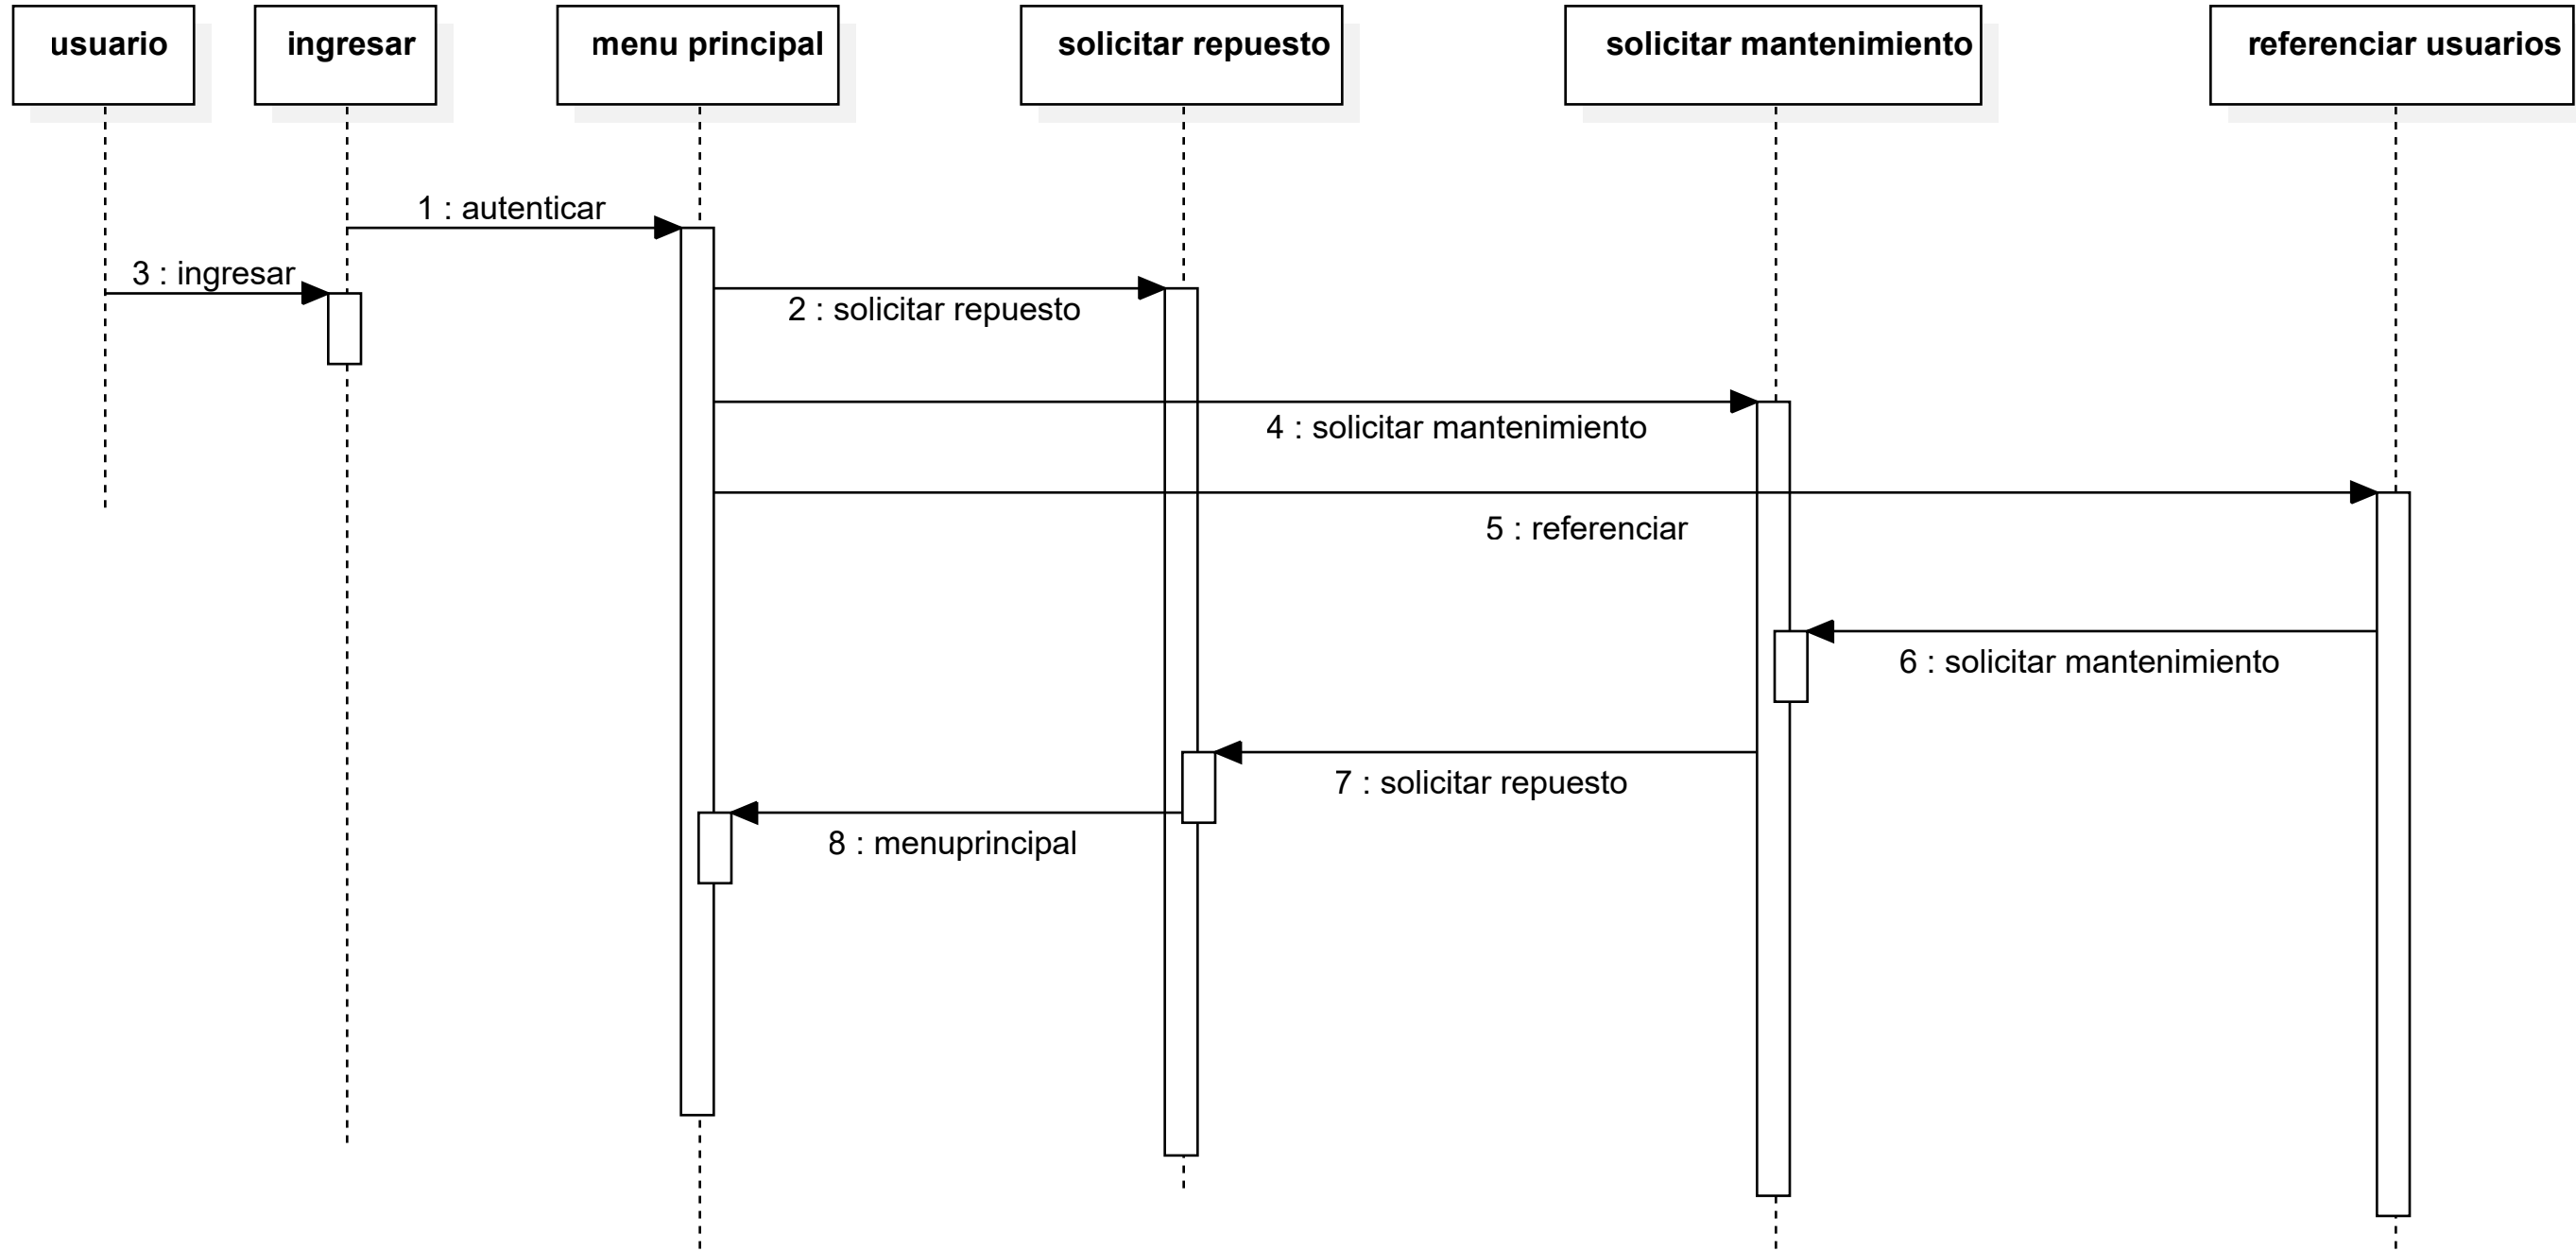 usuario
ingresar
menu principal
solicitar repuesto
solicitar mantenimiento
referenciar usuarios
1 : autenticar
3 : ingresar
2 : solicitar repuesto
4 : solicitar mantenimiento
5 : referenciar
6 : solicitar mantenimiento
7 : solicitar repuesto
8 : menuprincipal